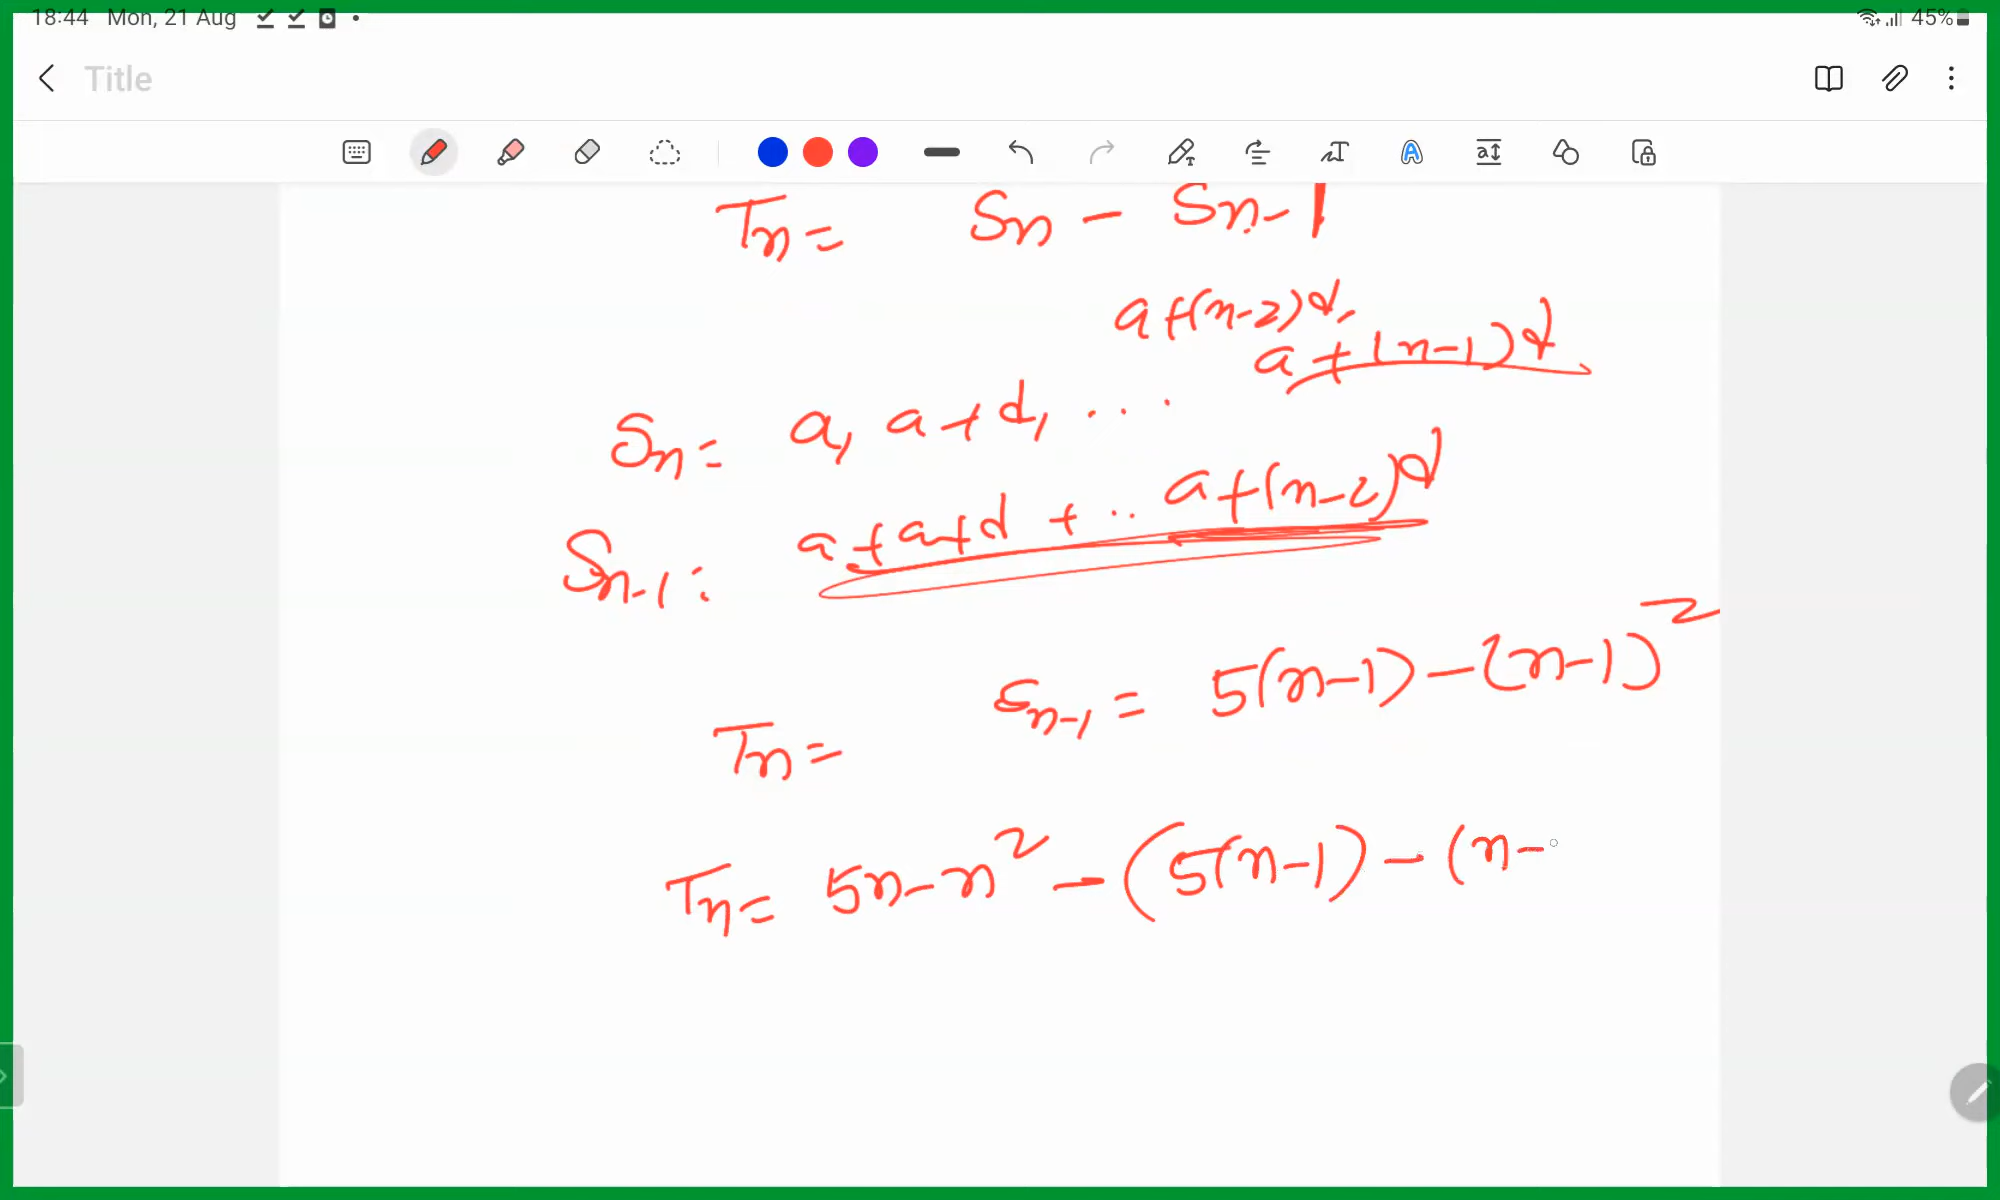 18:44 Mon, 21 Aug 45%
Title
Tn = Sn - Sn-1
a+(n-2)d,
a+(n-1)d
Sn = a, a+d, ...
Sn-1 : a+a+d + .. a+(n-2)d
Sn-1 = 5(n-1)-(n-1)²
Tn =
Tn = 5n-n² - (5(n-1) - (n-